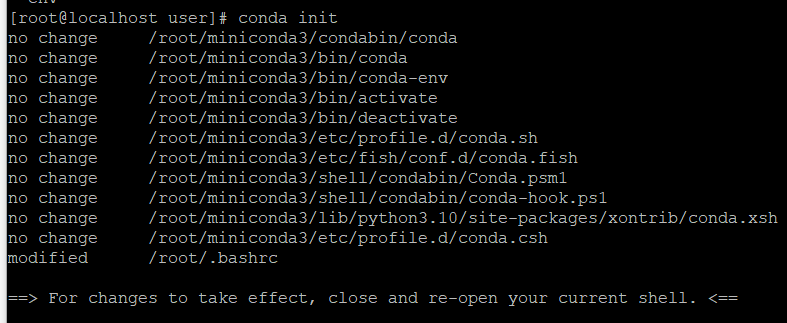 [root@localhost user]# conda init
no change     /root/miniconda3/condabin/conda
no change     /root/miniconda3/bin/conda
no change     /root/miniconda3/bin/conda-env
no change     /root/miniconda3/bin/activate
no change     /root/miniconda3/bin/deactivate
no change     /root/miniconda3/etc/profile.d/conda.sh
no change     /root/miniconda3/etc/fish/conf.d/conda.fish
no change     /root/miniconda3/shell/condabin/Conda.psm1
no change     /root/miniconda3/shell/condabin/conda-hook.ps1
no change     /root/miniconda3/lib/python3.10/site-packages/xontrib/conda.xsh
no change     /root/miniconda3/etc/profile.d/conda.csh
modified      /root/.bashrc
==> For changes to take effect, close and re-open your current shell. <==